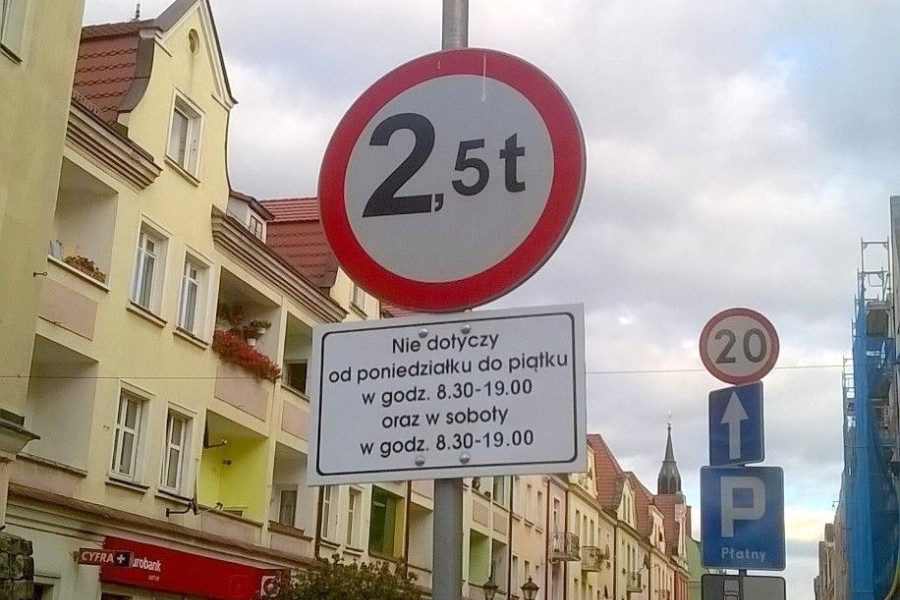 2,5t
Nie dotyczy
od poniedziałku do piątku
w godz. 8.30-19.00
oraz w soboty
w godz. 8.30-19.00
20
P
Płatny
CYFRA+
urobank